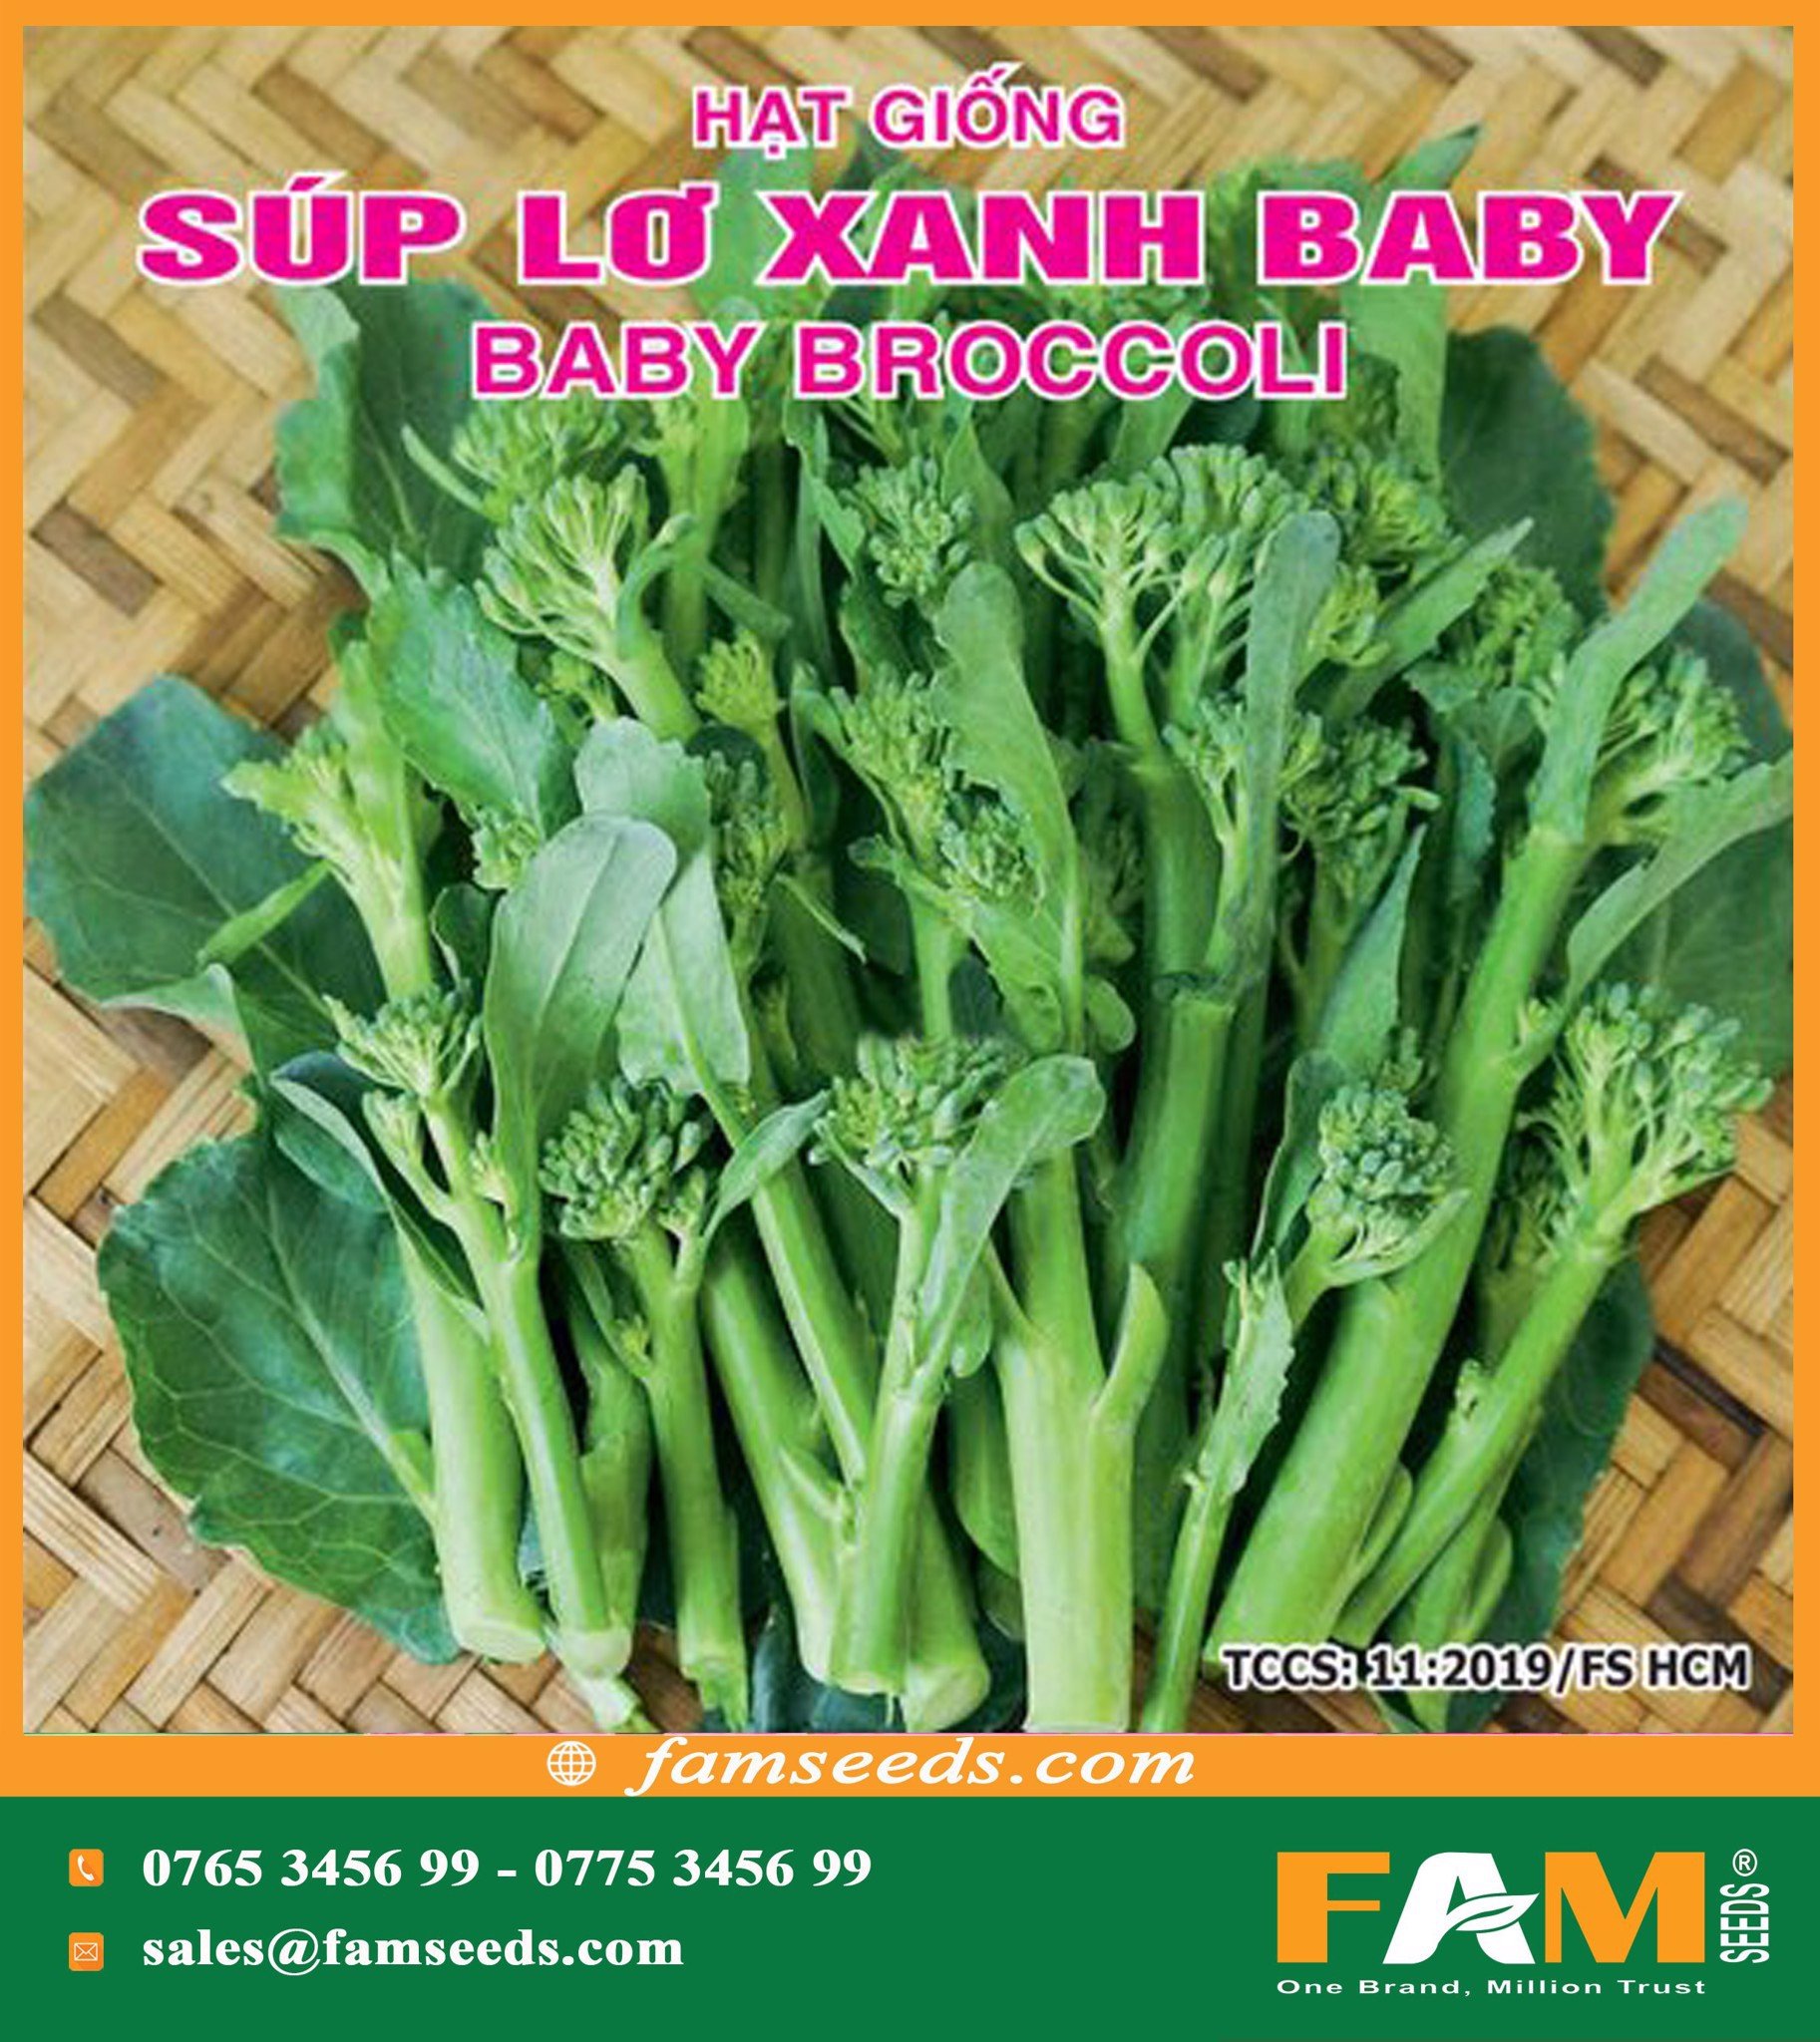 HẠT GIỐNG
SÚP LƠ XANH BABY
BABY BROCCOLI
TCCS: 11:2019/FS HCM
famseeds.com
0765 3456 99 - 0775 3456 99
sales@famseeds.com
FAM SEEDS®
One Brand, Million Trust